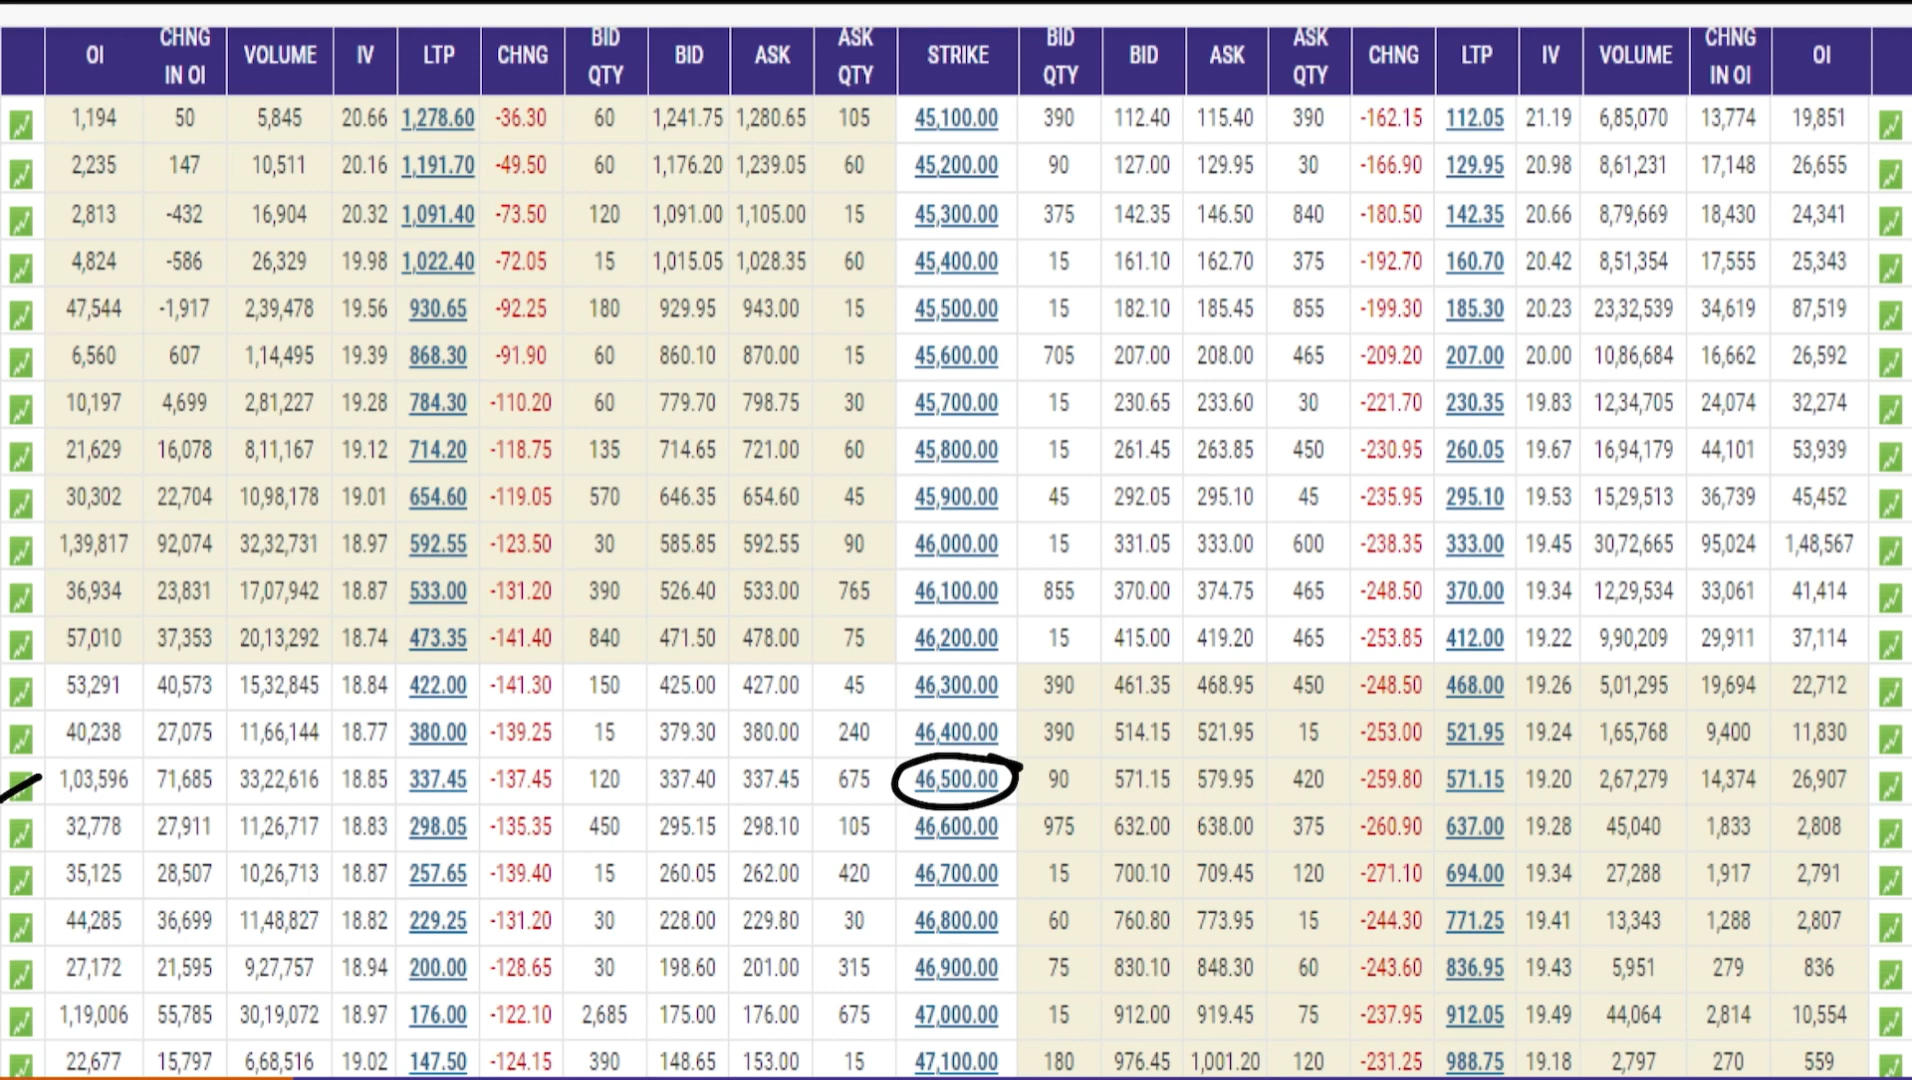 OI CHNG IN OI VOLUME IV LTP CHNG BID QTY BID ASK ASK QTY STRIKE BID QTY BID ASK ASK QTY CHNG LTP IV VOLUME CHNG IN OI OI
1,194 50 5,845 20.66 1,278.60 -36.30 60 1,241.75 1,280.65 105 45,100.00 390 112.40 115.40 390 -162.15 112.05 21.19 6,85,070 13,774 19,851
2,235 147 10,511 20.16 1,191.70 -49.50 60 1,176.20 1,239.05 60 45,200.00 90 127.00 129.95 30 -166.90 129.95 20.98 8,61,231 17,148 26,655
2,813 -432 16,904 20.32 1,091.40 -73.50 120 1,091.00 1,105.00 15 45,300.00 375 142.35 146.50 840 -180.50 142.35 20.66 8,79,669 18,430 24,341
4,824 -586 26,329 19.98 1,022.40 -72.05 15 1,015.05 1,028.35 60 45,400.00 15 161.10 162.70 375 -192.70 160.70 20.42 8,51,354 17,555 25,343
47,544 -1,917 2,39,478 19.56 930.65 -92.25 180 929.95 943.00 15 45,500.00 15 182.10 185.45 855 -199.30 185.30 20.23 23,32,539 34,619 87,519
6,560 607 1,14,495 19.39 868.30 -91.90 60 860.10 870.00 15 45,600.00 705 207.00 208.00 465 -209.20 207.00 20.00 10,86,684 16,662 26,592
10,197 4,699 2,81,227 19.28 784.30 -110.20 60 779.70 798.75 30 45,700.00 15 230.65 233.60 30 -221.70 230.35 19.83 12,34,705 24,074 32,274
21,629 16,078 8,11,167 19.12 714.20 -118.75 135 714.65 721.00 60 45,800.00 15 261.45 263.85 450 -230.95 260.05 19.67 16,94,179 44,101 53,939
30,302 22,704 10,98,178 19.01 654.60 -119.05 570 646.35 654.60 45 45,900.00 45 292.05 295.10 45 -235.95 295.10 19.53 15,29,513 36,739 45,452
1,39,817 92,074 32,32,731 18.97 592.55 -123.50 30 585.85 592.55 90 46,000.00 15 331.05 333.00 600 -238.35 333.00 19.45 30,72,665 95,024 1,48,567
36,934 23,831 17,07,942 18.87 533.00 -131.20 390 526.40 533.00 765 46,100.00 855 370.00 374.75 465 -248.50 370.00 19.34 12,29,534 33,061 41,414
57,010 37,353 20,13,292 18.74 473.35 -141.40 840 471.50 478.00 75 46,200.00 15 415.00 419.20 465 -253.85 412.00 19.22 9,90,209 29,911 37,114
53,291 40,573 15,32,845 18.84 422.00 -141.30 150 425.00 427.00 45 46,300.00 390 461.35 468.95 450 -248.50 468.00 19.26 5,01,295 19,694 22,712
40,238 27,075 11,66,144 18.77 380.00 -139.25 15 379.30 380.00 240 46,400.00 390 514.15 521.95 15 -253.00 521.95 19.24 1,65,768 9,400 11,830
1,03,596 71,685 33,22,616 18.85 337.45 -137.45 120 337.40 337.45 675 46,500.00 90 571.15 579.95 420 -259.80 571.15 19.20 2,67,279 14,374 26,907
32,778 27,911 11,26,717 18.83 298.05 -135.35 450 295.15 298.10 105 46,600.00 975 632.00 638.00 375 -260.90 637.00 19.28 45,040 1,833 2,808
35,125 28,507 10,26,713 18.87 257.65 -139.40 15 260.05 262.00 420 46,700.00 15 700.10 709.45 120 -271.10 694.00 19.34 27,288 1,917 2,791
44,285 36,699 11,48,827 18.82 229.25 -131.20 30 228.00 229.80 30 46,800.00 60 760.80 773.95 15 -244.30 771.25 19.41 13,343 1,288 2,807
27,172 21,595 9,27,757 18.94 200.00 -128.65 30 198.60 201.00 315 46,900.00 75 830.10 848.30 60 -243.60 836.95 19.43 5,951 279 836
1,19,006 55,785 30,19,072 18.97 176.00 -122.10 2,685 175.00 176.00 675 47,000.00 15 912.00 919.45 75 -237.95 912.05 19.49 44,064 2,814 10,554
22,677 15,797 6,68,516 19.02 147.50 -124.15 390 148.65 153.00 15 47,100.00 180 976.45 1,001.20 120 -231.25 988.75 19.18 2,797 270 559